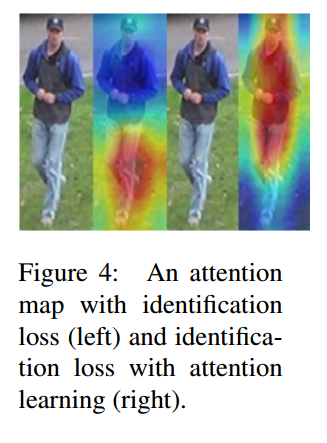 Figure 4: An attention
map with identification
loss (left) and identifica-
tion loss with attention
learning (right).